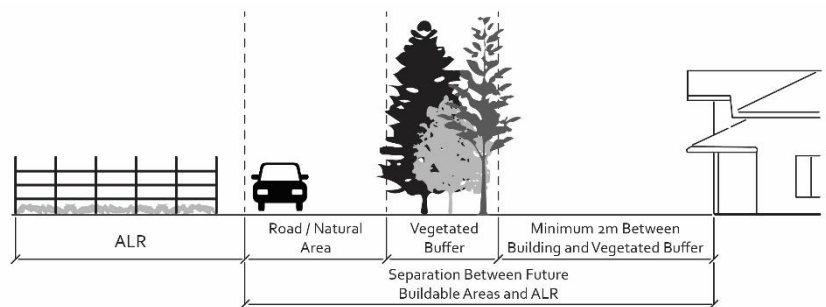 ALR
Road / Natural
Area
Vegetated
Buffer
Minimum 2m Between
Building and Vegetated Buffer
Separation Between Future
Buildable Areas and ALR